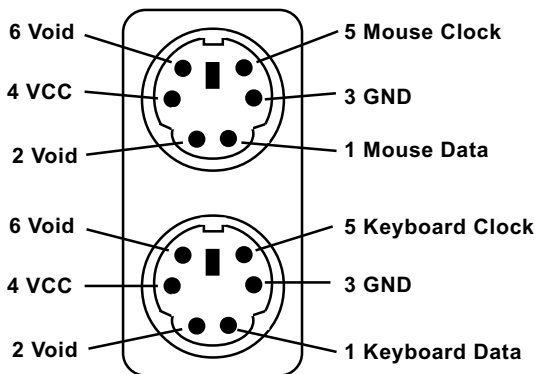 6 Void 5 Mouse Clock
4 VCC 3 GND
2 Void 1 Mouse Data
6 Void 5 Keyboard Clock
4 VCC 3 GND
2 Void 1 Keyboard Data